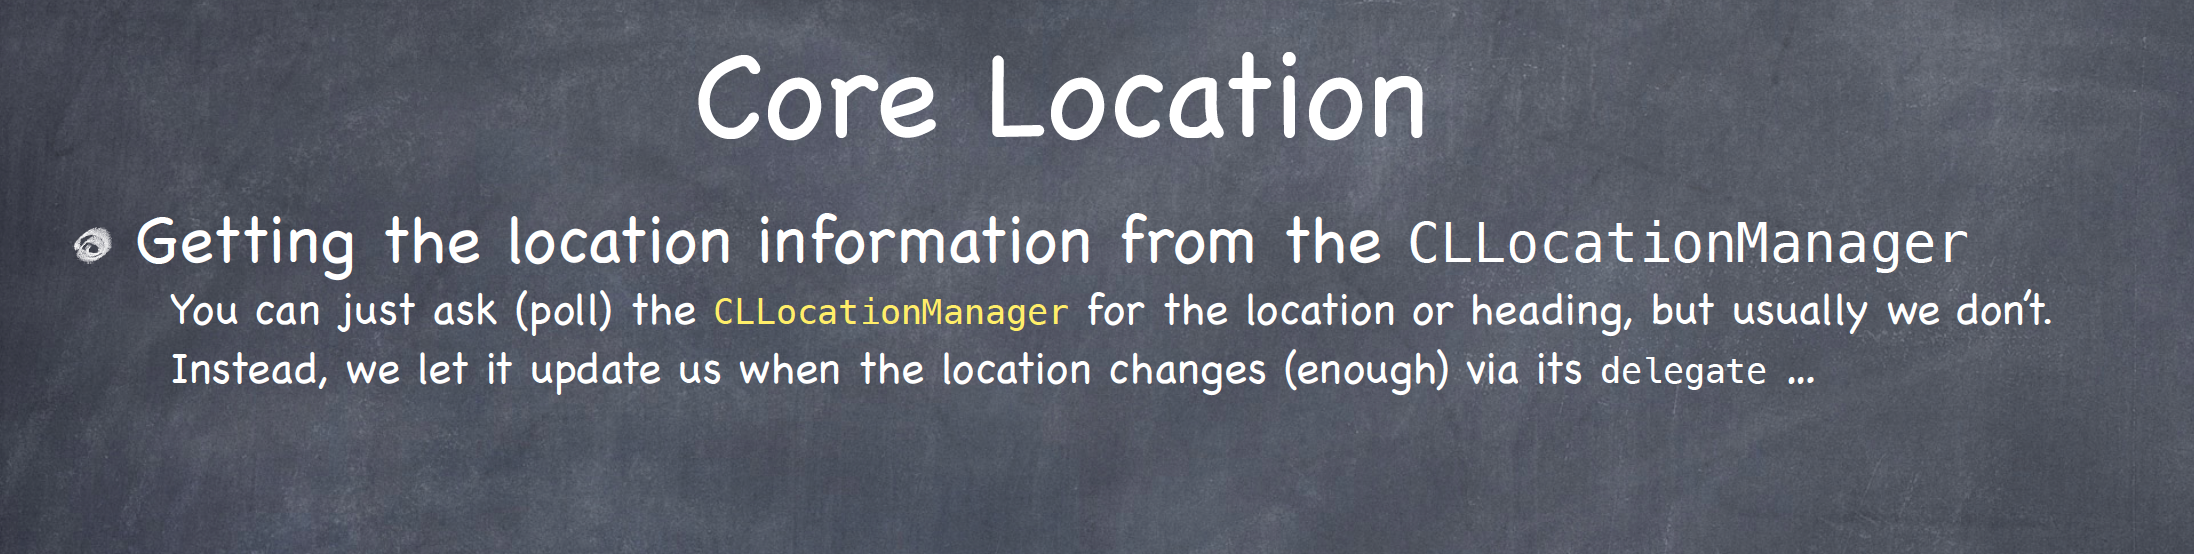 Core Location
Getting the location information from the CLLocationManager
You can just ask (poll) the CLLocationManager for the location or heading, but usually we don't.
Instead, we let it update us when the location changes (enough) via its delegate ...